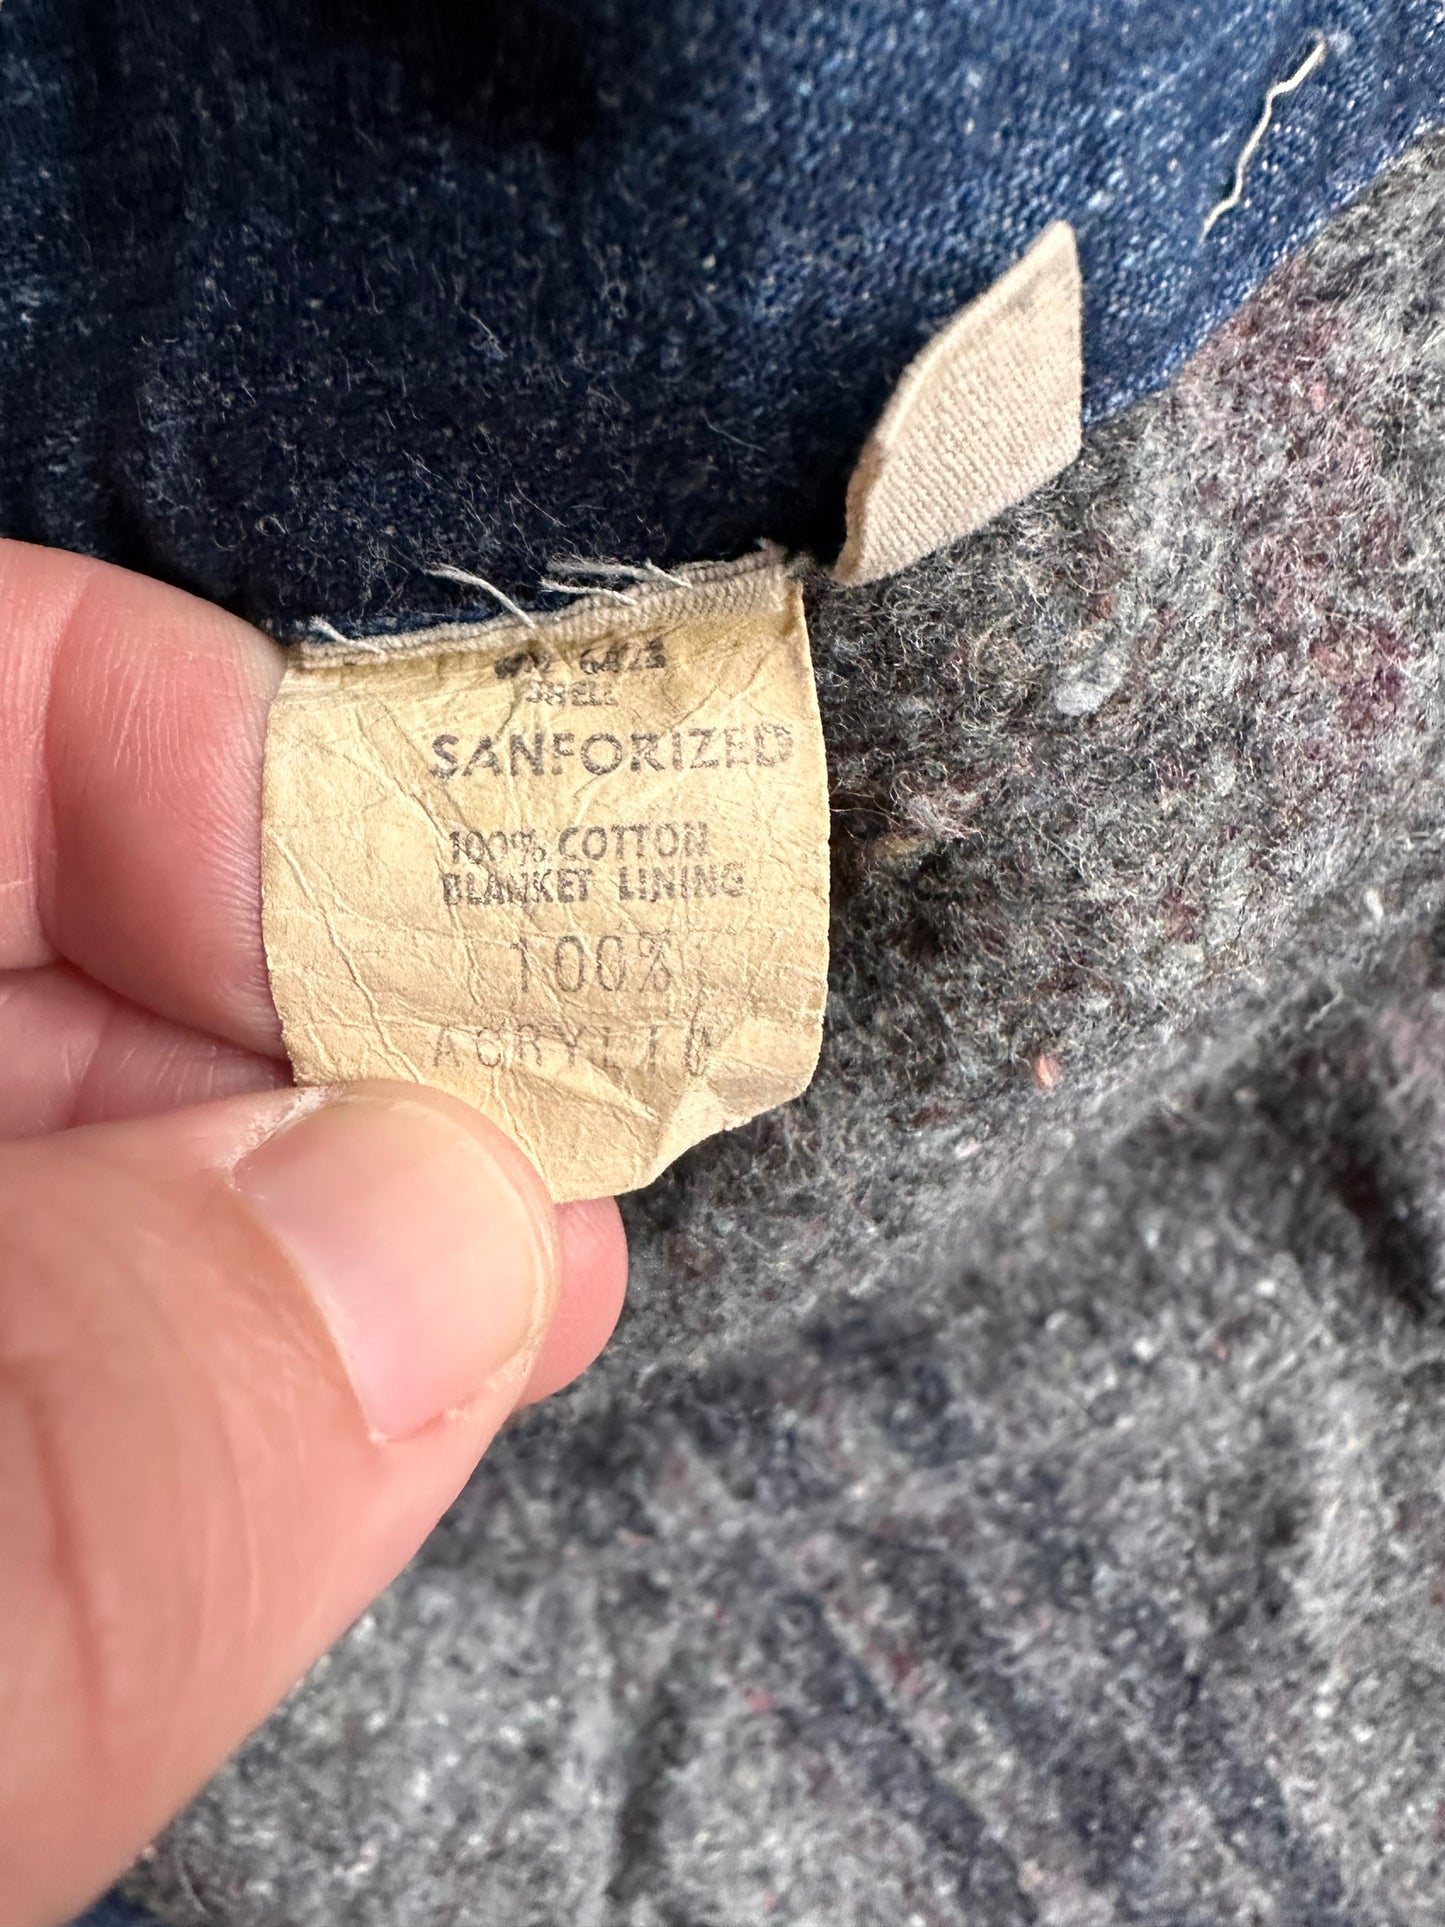 SHELL
SANFORIZED
100% COTTON
BLANKET LINING
100%
ACRYLIC